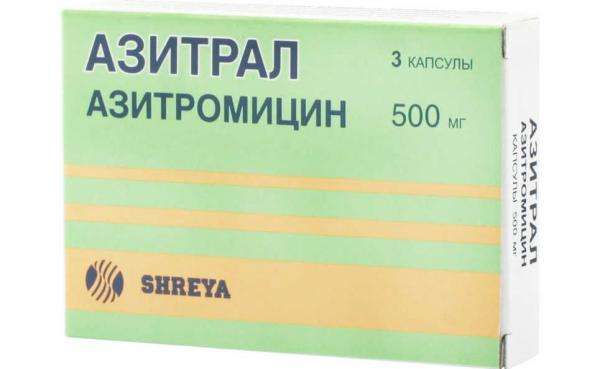 АЗИТРАЛ
3 КАПСУЛЫ
АЗИТРОМИЦИН
500 МГ
SHREYA
АЗИТРАЛ
АЗИТРОМИЦИН
КАПСУЛЫ 500 МГ